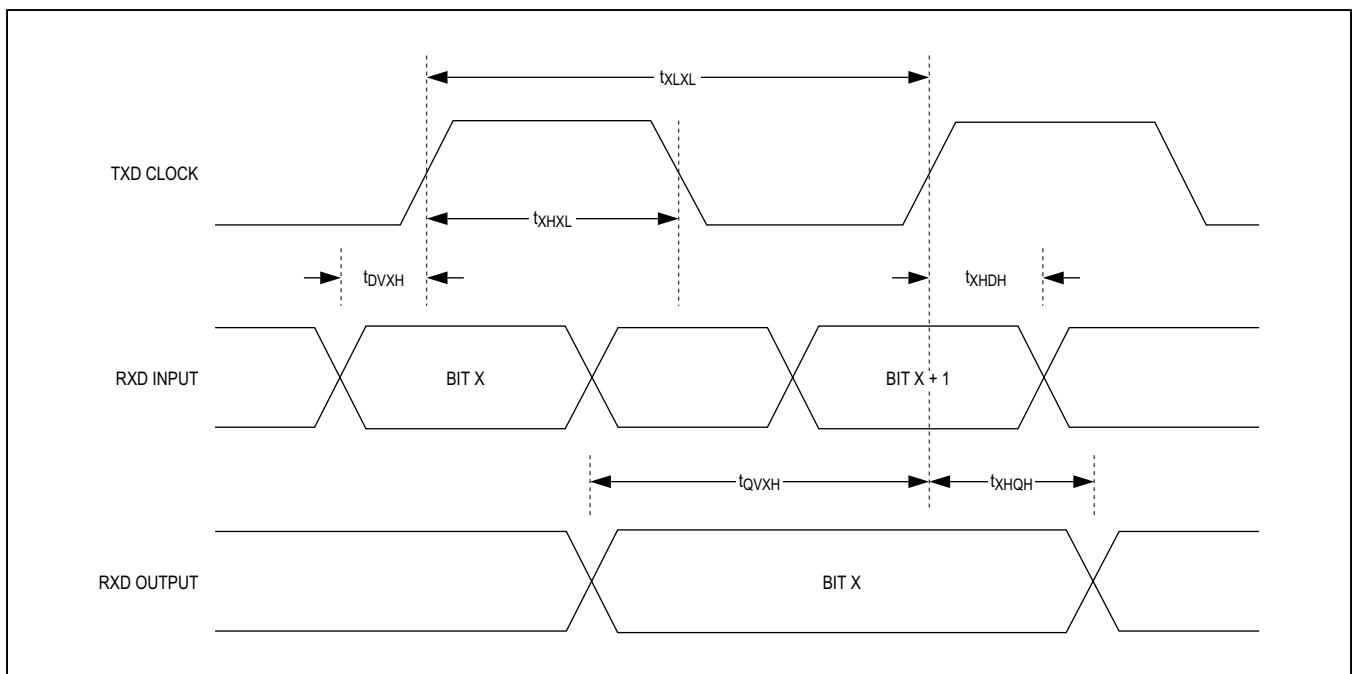 tXLXL
TXD CLOCK
tXHXL
tDVXH
tXHDH
RXD INPUT
BIT X
BIT X + 1
tQVXH
tXHQH
RXD OUTPUT
BIT X